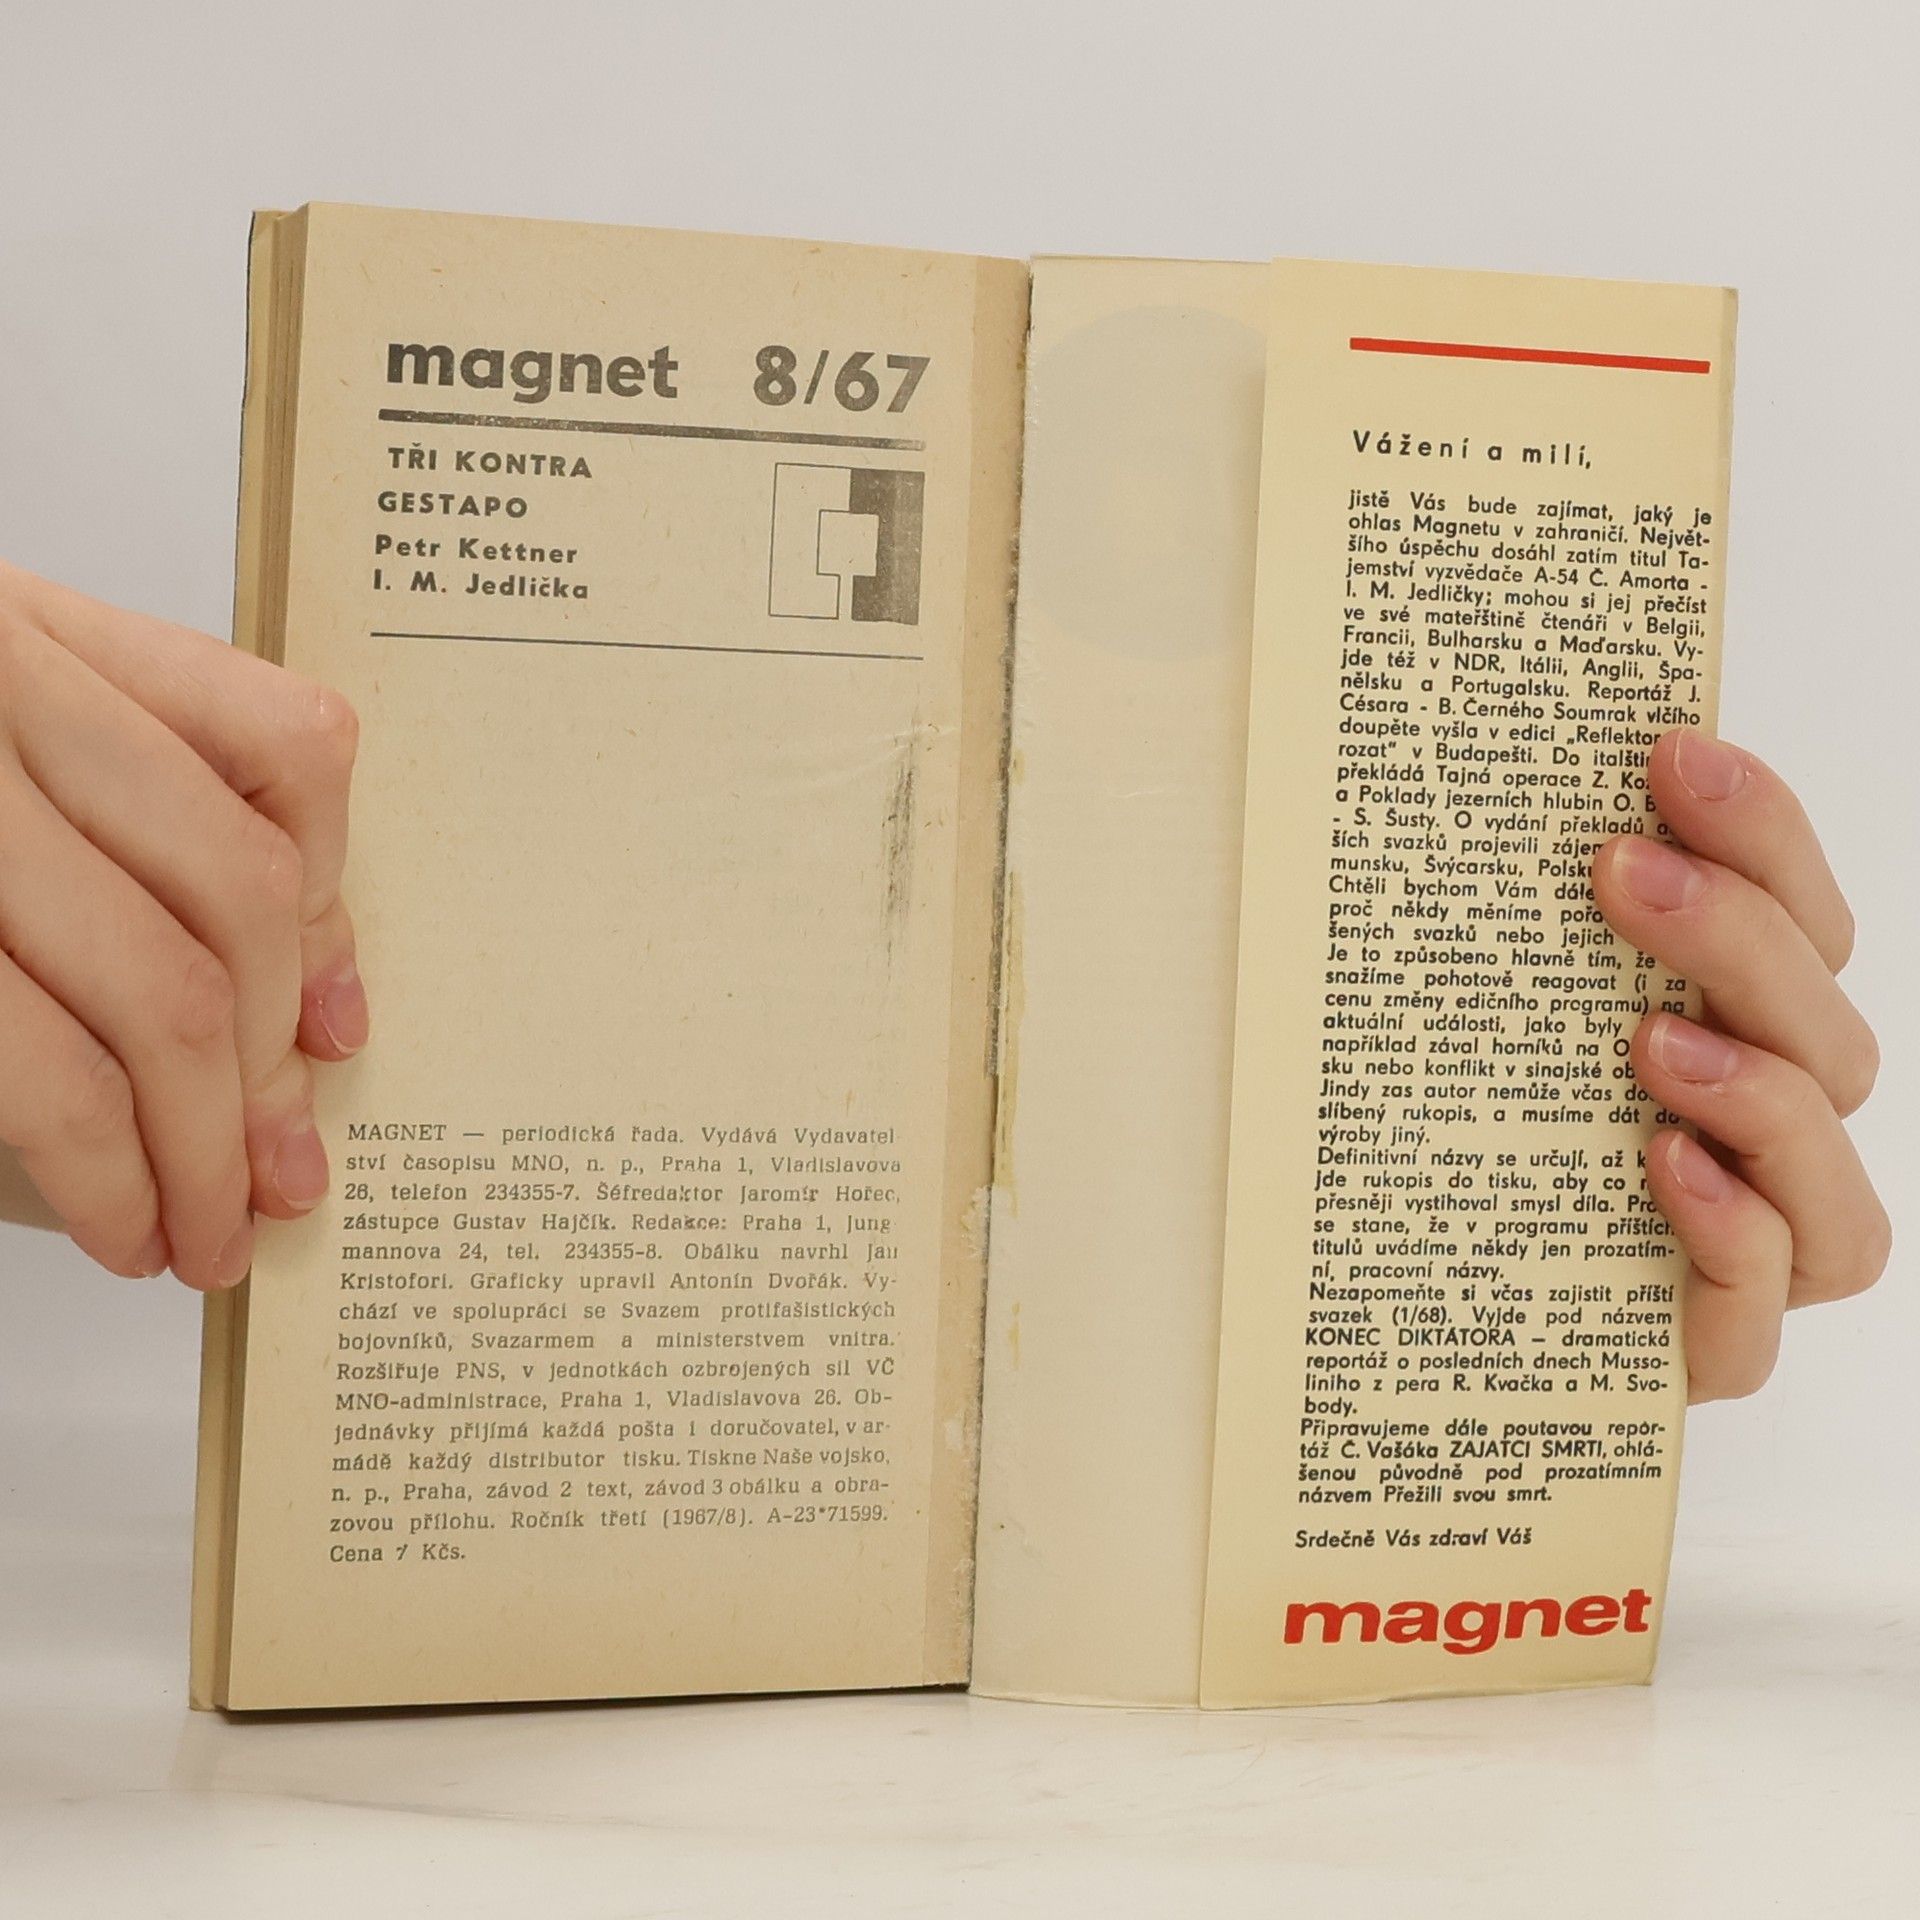 magnet 8/67
TŘI KONTRA
GESTAPO
Petr Kettner
I. M. Jedlička
MAGNET — periodická řada. Vydává Vydavatel-
ství časopisu MNO, n. p., Praha 1, Vladislavova
26, telefon 234355-7. Šéfredaktor Jaromír Hořec,
zástupce Gustav Hajčík. Redakce: Praha 1, Jung-
mannova 24, tel. 234355-8. Obálku navrhl Jan
Kristofori. Graficky upravil Antonín Dvořák. Vy-
chází ve spolupráci se Svazem protifašistických
bojovníků, Svazarmem a ministerstvem vnitra.
Rozšiřuje PNS, v jednotkách ozbrojených sil VČ
MNO-administrace, Praha 1, Vladislavova 26. Ob-
jednávky přijímá každá pošta i doručovatel, v ar-
mádě každý distributor tisku. Tiskne Naše vojsko,
n. p., Praha, závod 2 text, závod 3 obálku a obra-
zovou přílohu. Ročník třetí (1967/8). A-23*71599.
Cena 7 Kčs.
Vážení a milí,
jistě Vás bude zajímat, jaký je
ohlas Magnetu v zahraničí. Největ-
šího úspěchu dosáhl zatím titul Ta-
jemství vyzvědače A-54 Č. Amorta -
I. M. Jedličky; mohou si jej přečíst
ve své mateřštině čtenáři v Belgii,
Francii, Bulharsku a Maďarsku. Vy-
jde též v NDR, Itálii, Anglii, Špa-
nělsku a Portugalsku. Reportáž J.
Césara - B. Černého Soumrak vlčího
doupěte vyšla v edici „Reflektor
rozat" v Budapešti. Do
překládá Tajná operace Z.
a Poklady jezerních hlubin O.
- S. Šusty. O vydání překladů
ších svazků projevili
munsku, Švýcarsku,
Chtěli bychom Vám
proč někdy měníme
šených svazků nebo jejich
Je to způsobeno hlavně tím, že
snažíme pohotově reagovat (i za
cenu změny edičního programu) na
aktuální události, jako byly
například zával horníků na
sku nebo konflikt v sinajské
Jindy zas autor nemůže včas
slíbený rukopis, a musíme dát do
výroby jiný.
Definitivní názvy se určují, až
jde rukopis do tisku, aby co
přesněji vystihoval smysl díla.
se stane, že v programu příštích
titulů uvádíme někdy jen prozatím-
ní, pracovní názvy.
Nezapomeňte si včas zajistit příští
svazek (1/68). Vyjde pod názvem
KONEC DIKTÁTORA — dramatická
reportáž o posledních dnech Musso-
liniho z pera R. Kvačka a M. Svo-
body.
Připravujeme dále poutavou repor-
táž Č. Vašáka ZAJATCI SMRTI, ohlá-
šenou původně pod prozatímním
názvem Přežili svou smrt.
Srdečně Vás zdraví Váš
magnet